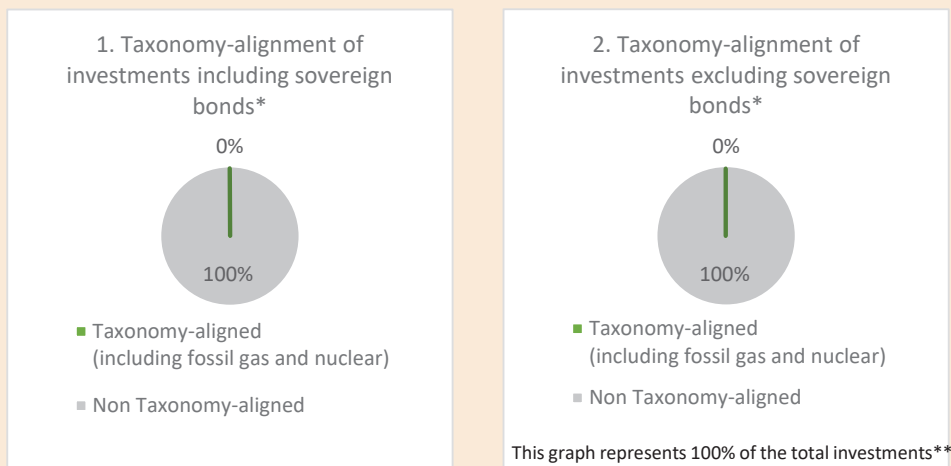 1. Taxonomy-alignment of
investments including sovereign
bonds*
0%
100%
Taxonomy-aligned
(including fossil gas and nuclear)
Non Taxonomy-aligned
2. Taxonomy-alignment of
investments excluding sovereign
bonds*
0%
100%
Taxonomy-aligned
(including fossil gas and nuclear)
Non Taxonomy-aligned
This graph represents 100% of the total investments**